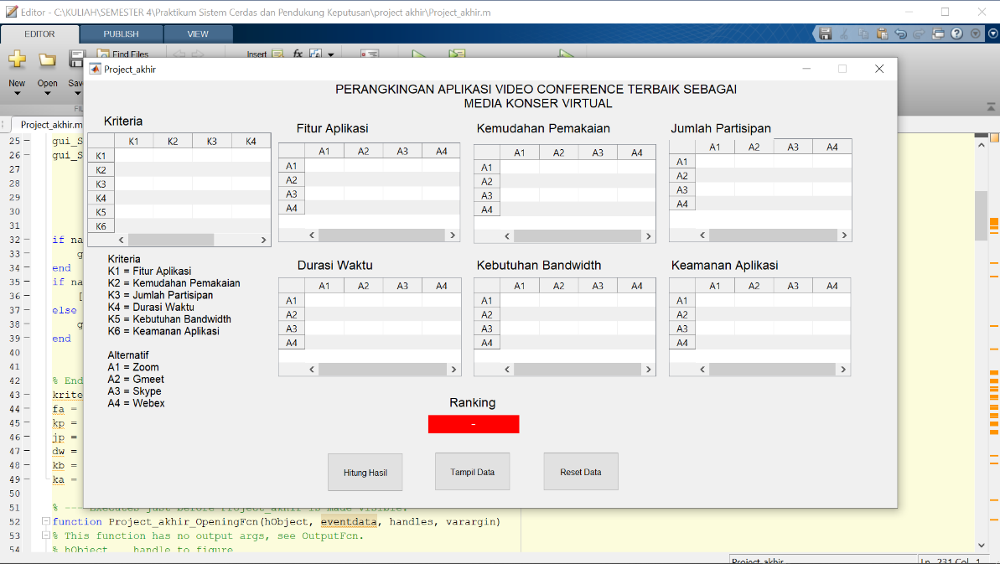 Editor - C:\KULIAH\SEMESTER 4\Praktikum Sistem Cerdas dan Pendukung Keputusan\project akhir\Project_akhir.m
EDITOR PUBLISH VIEW
Find Files Insert fx
New Open Save
Project_akhir
PERANGKINGAN APLIKASI VIDEO CONFERENCE TERBAIK SEBAGAI
MEDIA KONSER VIRTUAL
Project_akhir.m
Kriteria
K1 K2 K3 K4
K1
K2
K3
K4
K5
K6
Fitur Aplikasi
A1 A2 A3 A4
A1
A2
A3
A4
Kemudahan Pemakaian
A1 A2 A3 A4
A1
A2
A3
A4
Jumlah Partisipan
A1 A2 A3 A4
A1
A2
A3
A4
Kriteria
K1 = Fitur Aplikasi
K2 = Kemudahan Pemakaian
K3 = Jumlah Partisipan
K4 = Durasi Waktu
K5 = Kebutuhan Bandwidth
K6 = Keamanan Aplikasi
Alternatif
A1 = Zoom
A2 = Gmeet
A3 = Skype
A4 = Webex
Durasi Waktu
A1 A2 A3 A4
A1
A2
A3
A4
Kebutuhan Bandwidth
A1 A2 A3 A4
A1
A2
A3
A4
Keamanan Aplikasi
A1 A2 A3 A4
A1
A2
A3
A4
Ranking
-
Hitung Hasil Tampil Data Reset Data
25 gui_S
26 gui_S
27
28
29
30
31
32 if na
33 g
34 end
35 if na
36 [
37 else
38 g
39 end
40
41
42 % End
43 krite
44 fa =
45 kp =
46 jp =
47 dw =
48 kb =
49 ka =
50
51 % --- Executes just before Project_akhir is made visible.
52 function Project_akhir_OpeningFcn(hObject, eventdata, handles, varargin)
53 % This function has no output args, see OutputFcn.
54 % hObject handle to figure
Project_akhir Ln 231 Col 1